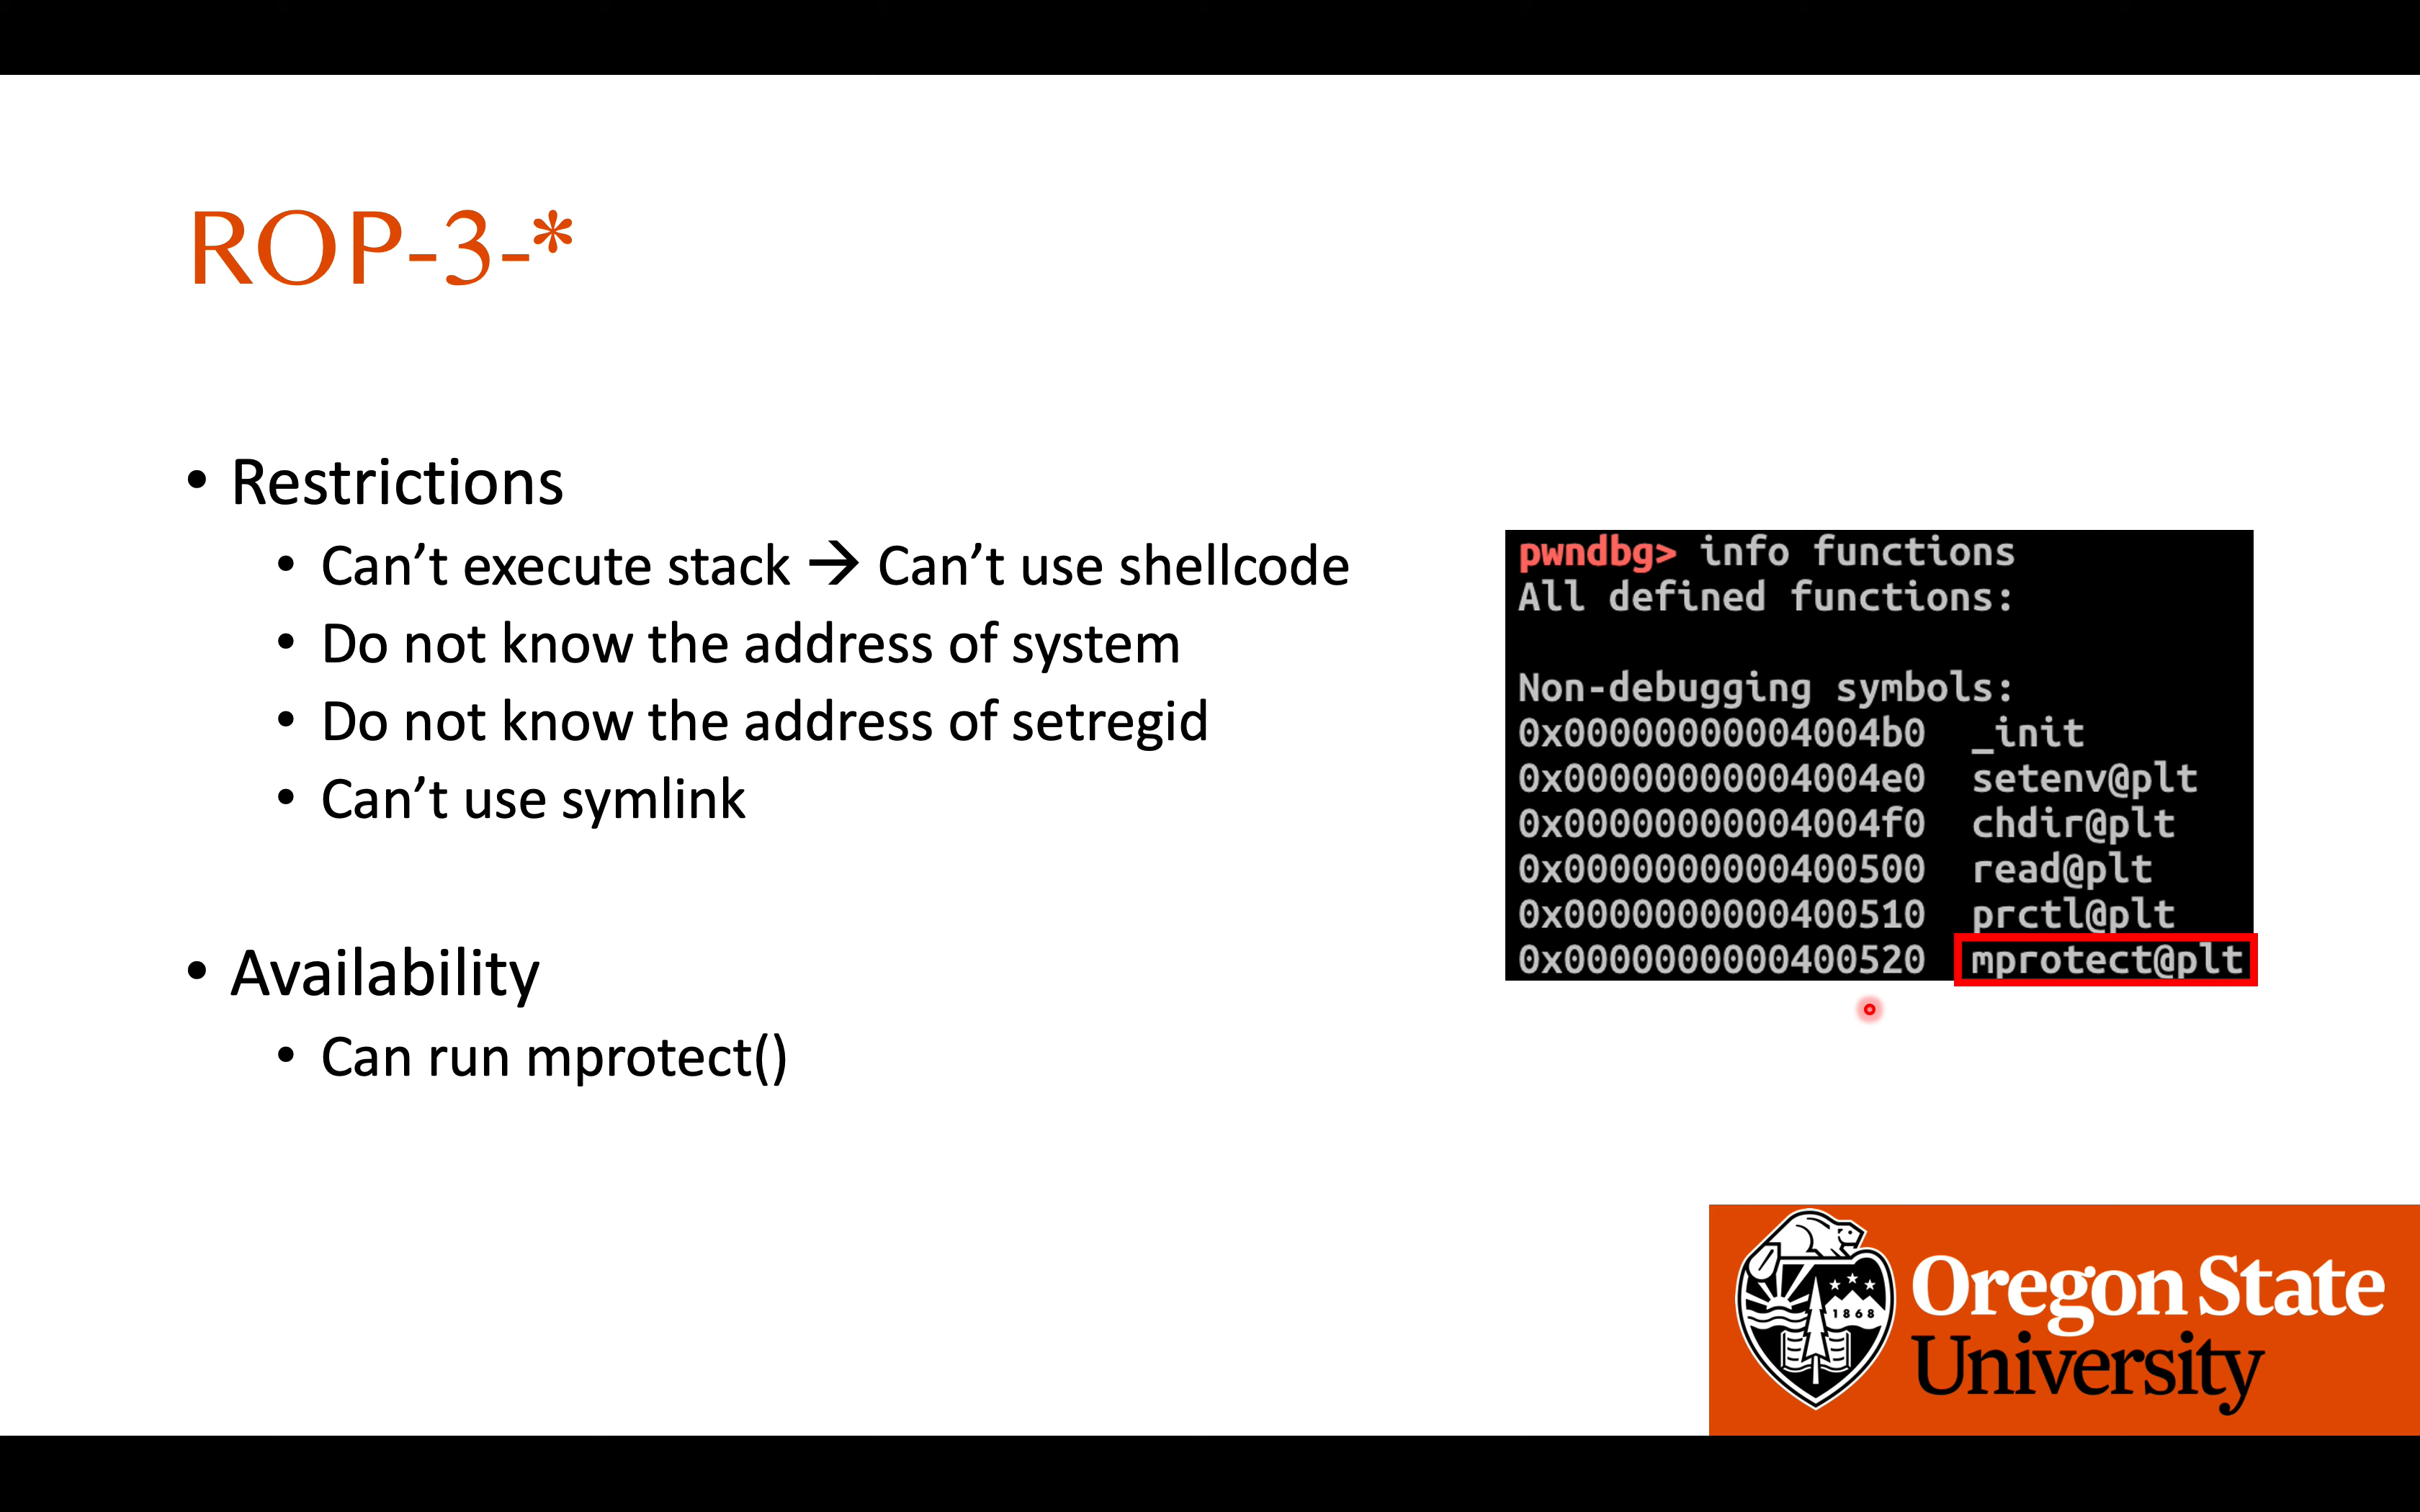 ROP-3-*
• Restrictions
• Can’t execute stack → Can’t use shellcode
• Do not know the address of system
• Do not know the address of setregid
• Can’t use symlink
• Availability
• Can run mprotect()
pwndbg> info functions
All defined functions:
Non-debugging symbols:
0x00000000004004b0 _init
0x00000000004004e0 setenv@plt
0x00000000004004f0 chdir@plt
0x0000000000400500 read@plt
0x0000000000400510 prctl@plt
0x0000000000400520 mprotect@plt
1868
Oregon State
University